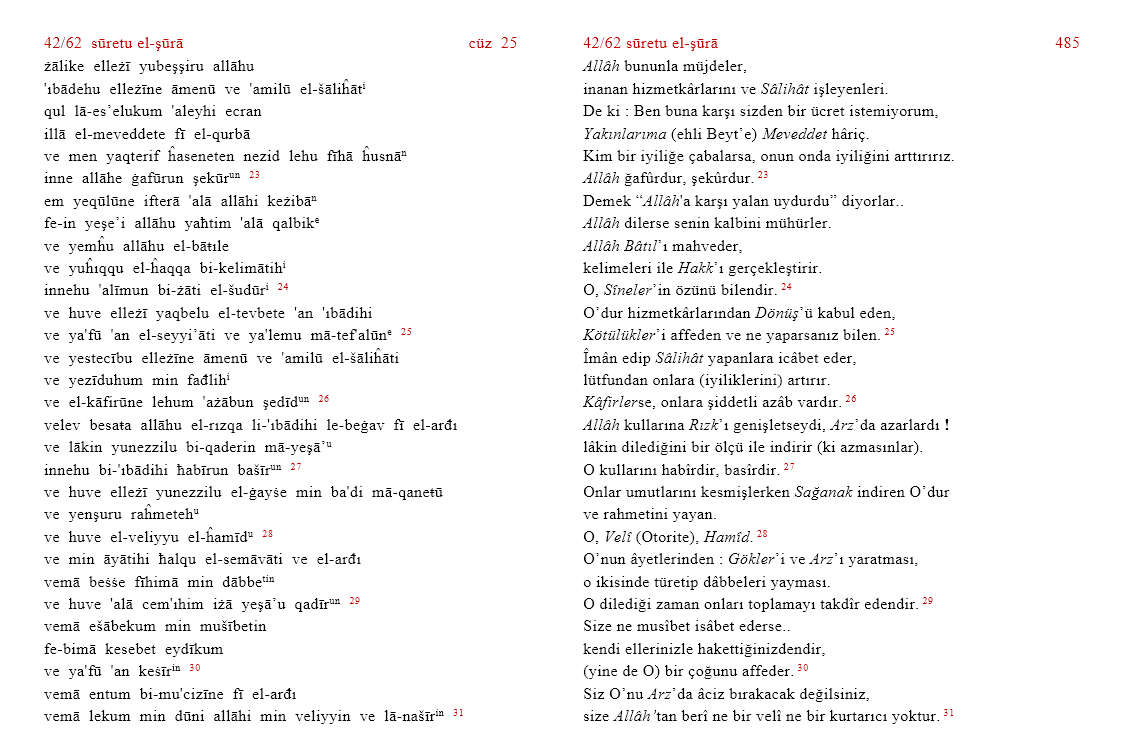 42/62 sūretu el-şūrā cüz 25
żālike elleżī yubeşşiru allāhu
'ıbādehu elleżīne āmenū ve 'amilū el-šāliĥātⁱ
qul lā-es’elukum 'aleyhi ecran
illā el-meveddete fī el-qurbā
ve men yaqterif ĥaseneten nezid lehu fīhā ĥusnāⁿ
inne allāhe ġafūrun şekūrᵘⁿ 23
em yeqūlūne ifterā 'alā allāhi keżibāⁿ
fe-in yeşe’i allāhu yaħtim 'alā qalbikᵉ
ve yemĥu allāhu el-bātıle
ve yuĥıqqu el-ĥaqqa bi-kelimātihⁱ
innehu 'alīmun bi-żāti el-šudūrⁱ 24
ve huve elleżī yaqbelu el-tevbete 'an 'ıbādihi
ve ya'fū 'an el-seyyi’āti ve ya'lemu mā-tef'alūnᵉ 25
ve yestecību elleżīne āmenū ve 'amilū el-šāliĥāti
ve yezīduhum min fađlihⁱ
ve el-kāfirūne lehum 'ażābun şedīdᵘⁿ 26
velev besaŧa allāhu el-rızqa li-'ıbādihi le-beġav fī el-arđı
ve lākin yunezzilu bi-qaderin mā-yeşā’ᵘ
innehu bi-'ıbādihi ħabīrun bašīrᵘⁿ 27
ve huve elleżī yunezzilu el-ġayśe min ba'di mā-qaneŧū
ve yenşuru raĥmetehᵘ
ve huve el-veliyyu el-ĥamīdᵘ 28
ve min āyātihi ħalqu el-semāvāti ve el-arđı
vemā beśśe fīhimā min dābbeᵗⁱⁿ
ve huve 'alā cem'ıhim iżā yeşā’u qadīrᵘⁿ 29
vemā ešābekum min mušībetin
fe-bimā kesebet eydīkum
ve ya'fū 'an keśīrⁱⁿ 30
vemā entum bi-mu'cizīne fī el-arđı
vemā lekum min dūni allāhi min veliyyin ve lā-našīrⁱⁿ 31
42/62 sūretu el-şūrā 485
Allâh bununla müjdeler,
inanan hizmetkârlarını ve Sâlihât işleyenleri.
De ki : Ben buna karşı sizden bir ücret istemiyorum,
Yakınlarıma (ehli Beyt’e) Meveddet hâriç.
Kim bir iyiliğe çabalarsa, onun onda iyiliğini arttırırız.
Allâh ğafûrdur, şekûrdur. 23
Demek “Allâh'a karşı yalan uydurdu” diyorlar..
Allâh dilerse senin kalbini mühürler.
Allâh Bâtıl’ı mahveder,
kelimeleri ile Hakk’ı gerçekleştirir.
O, Sîneler’in özünü bilendir. 24
O’dur hizmetkârlarından Dönüş’ü kabul eden,
Kötülükler’i affeden ve ne yaparsanız bilen. 25
Îmân edip Sâlihât yapanlara icâbet eder,
lütfundan onlara (iyiliklerini) artırır.
Kâfirlerse, onlara şiddetli azâb vardır. 26
Allâh kullarına Rızk’ı genişletseydi, Arz’da azarlardı !
lâkin dilediğini bir ölçü ile indirir (ki azmasınlar).
O kullarını habîrdir, basîrdir. 27
Onlar umutlarını kesmişlerken Sağanak indiren O’dur
ve rahmetini yayan.
O, Velî (Otorite), Hamîd. 28
O’nun âyetlerinden : Gökler’i ve Arz’ı yaratması,
o ikisinde türetip dâbbeleri yayması.
O dilediği zaman onları toplamayı takdîr edendir. 29
Size ne musîbet isâbet ederse..
kendi ellerinizle hakettiğinizdendir,
(yine de O) bir çoğunu affeder. 30
Siz O’nu Arz’da âciz bırakacak değilsiniz,
size Allâh’tan berî ne bir velî ne bir kurtarıcı yoktur. 31